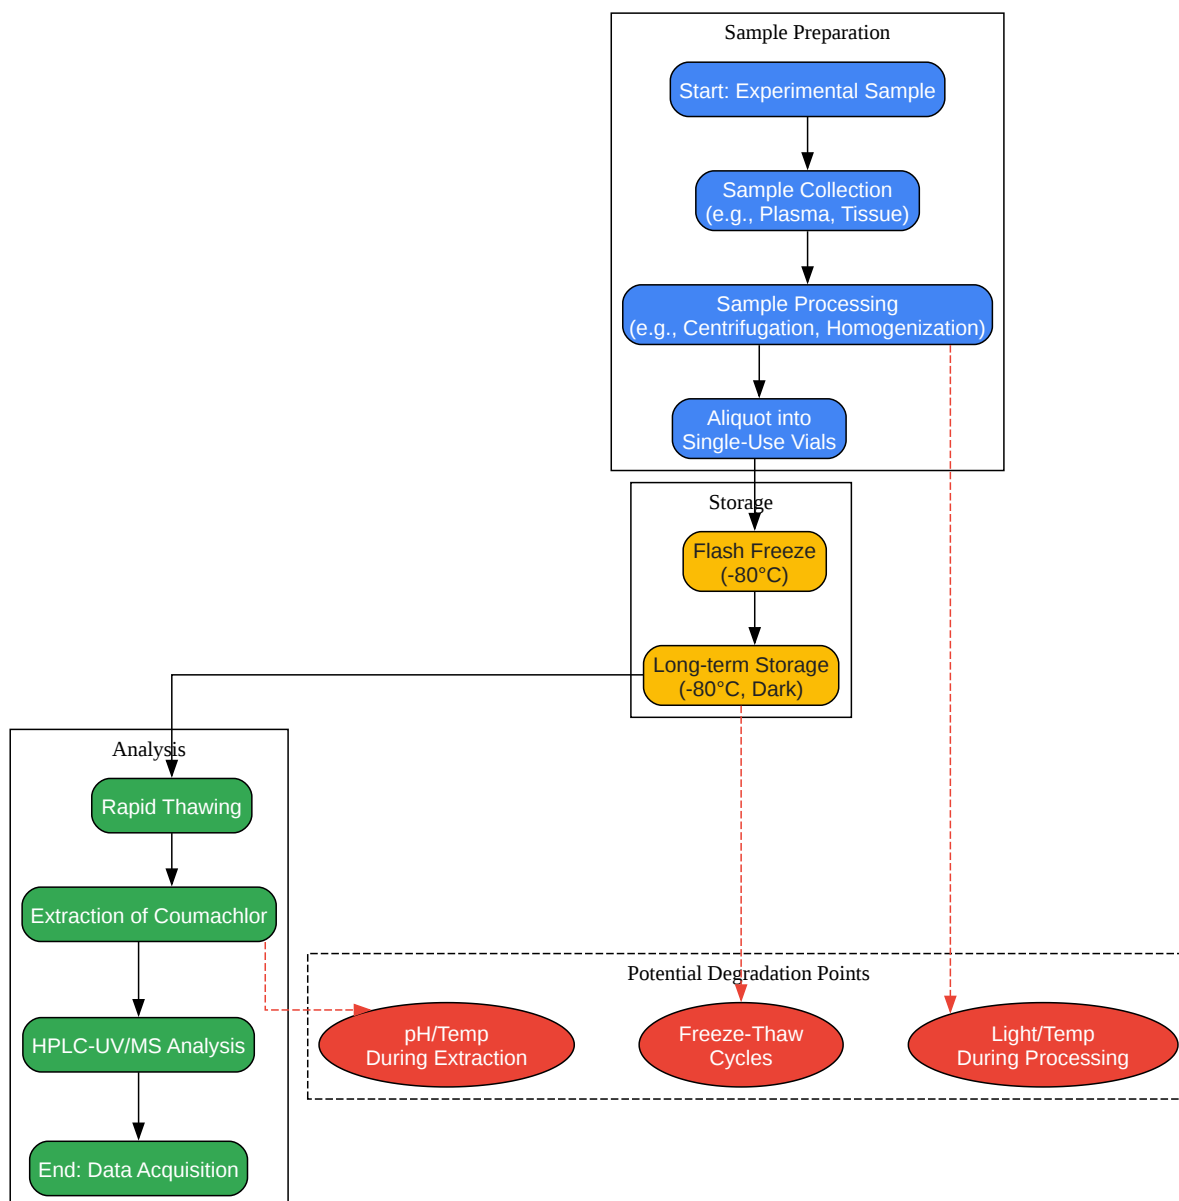 Sample Preparation
Start: Experimental Sample
Sample Collection
(e.g., Plasma, Tissue)
Sample Processing
(e.g., Centrifugation, Homogenization)
Aliquot into
Single-Use Vials
Storage
Flash Freeze
(-80°C)
Long-term Storage
(-80°C, Dark)
Analysis
Rapid Thawing
Extraction of Coumachlor
HPLC-UV/MS Analysis
End: Data Acquisition
Potential Degradation Points
pH/Temp
During Extraction
Freeze-Thaw
Cycles
Light/Temp
During Processing